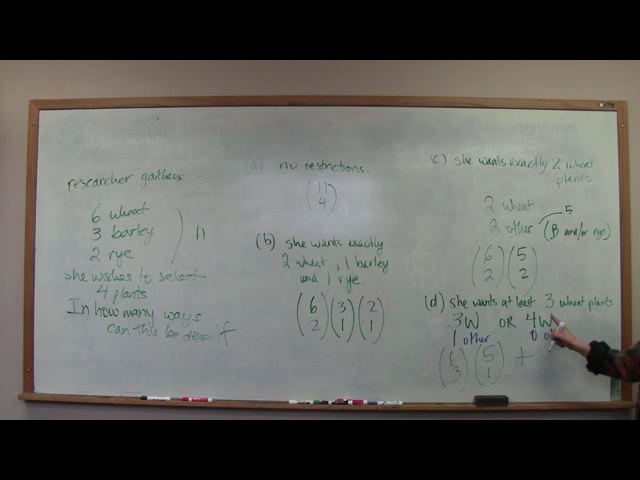 researcher gathers
6 wheat
3 barley
2 rye
11
she wishes to select
4 plants
In how many ways
can this be done if
(a) no restrictions.
(11 4)
(b) she wants exactly
2 wheat, 1 barley
and 1 rye.
(6 2) (3 1) (2 1)
(c) she wants exactly 2 wheat
plants
2 wheat
5
2 other (B and/or rye)
(6 2) (5 2)
(d) she wants at least 3 wheat plants
3W OR 4W
1 other 0
(6 3) (5 1) +